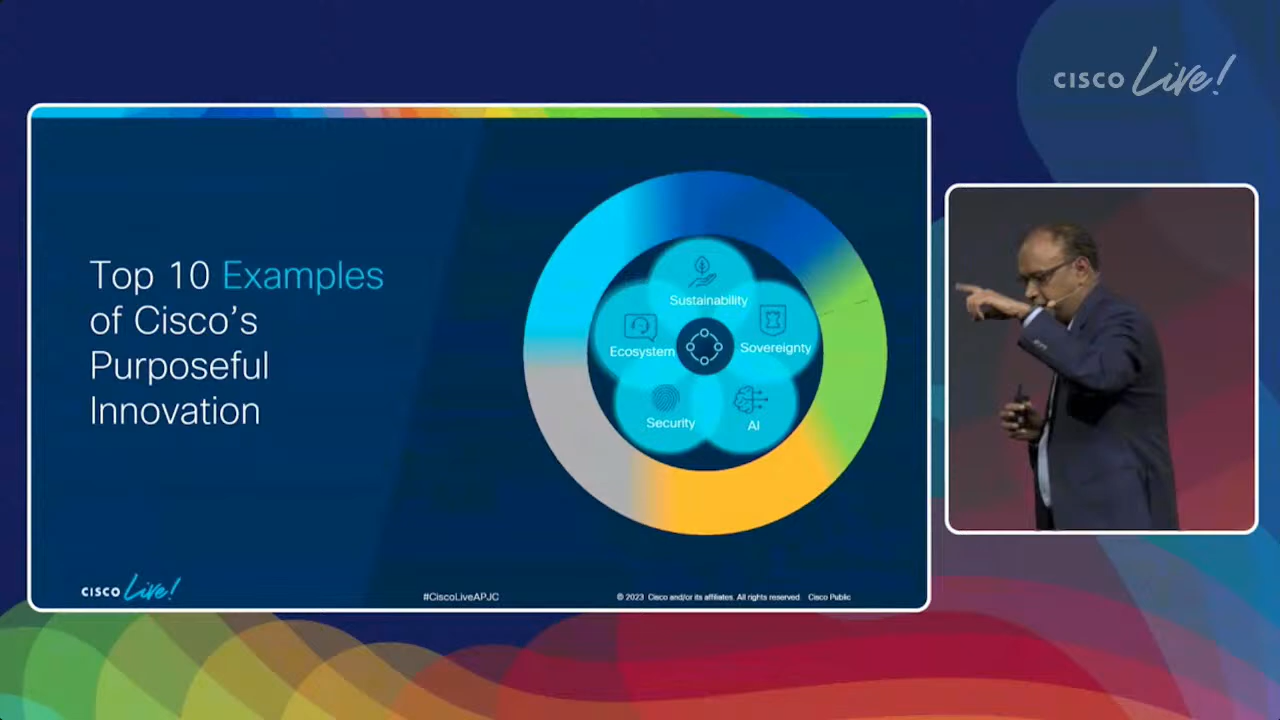 CISCO Live!
Top 10 Examples
of Cisco's
Purposeful
Innovation
Sustainability
Ecosystem
Sovereignty
Security
AI
CISCO Live!
#CiscoLiveAPJC
© 2023 Cisco and/or its affiliates. All rights reserved. Cisco Public